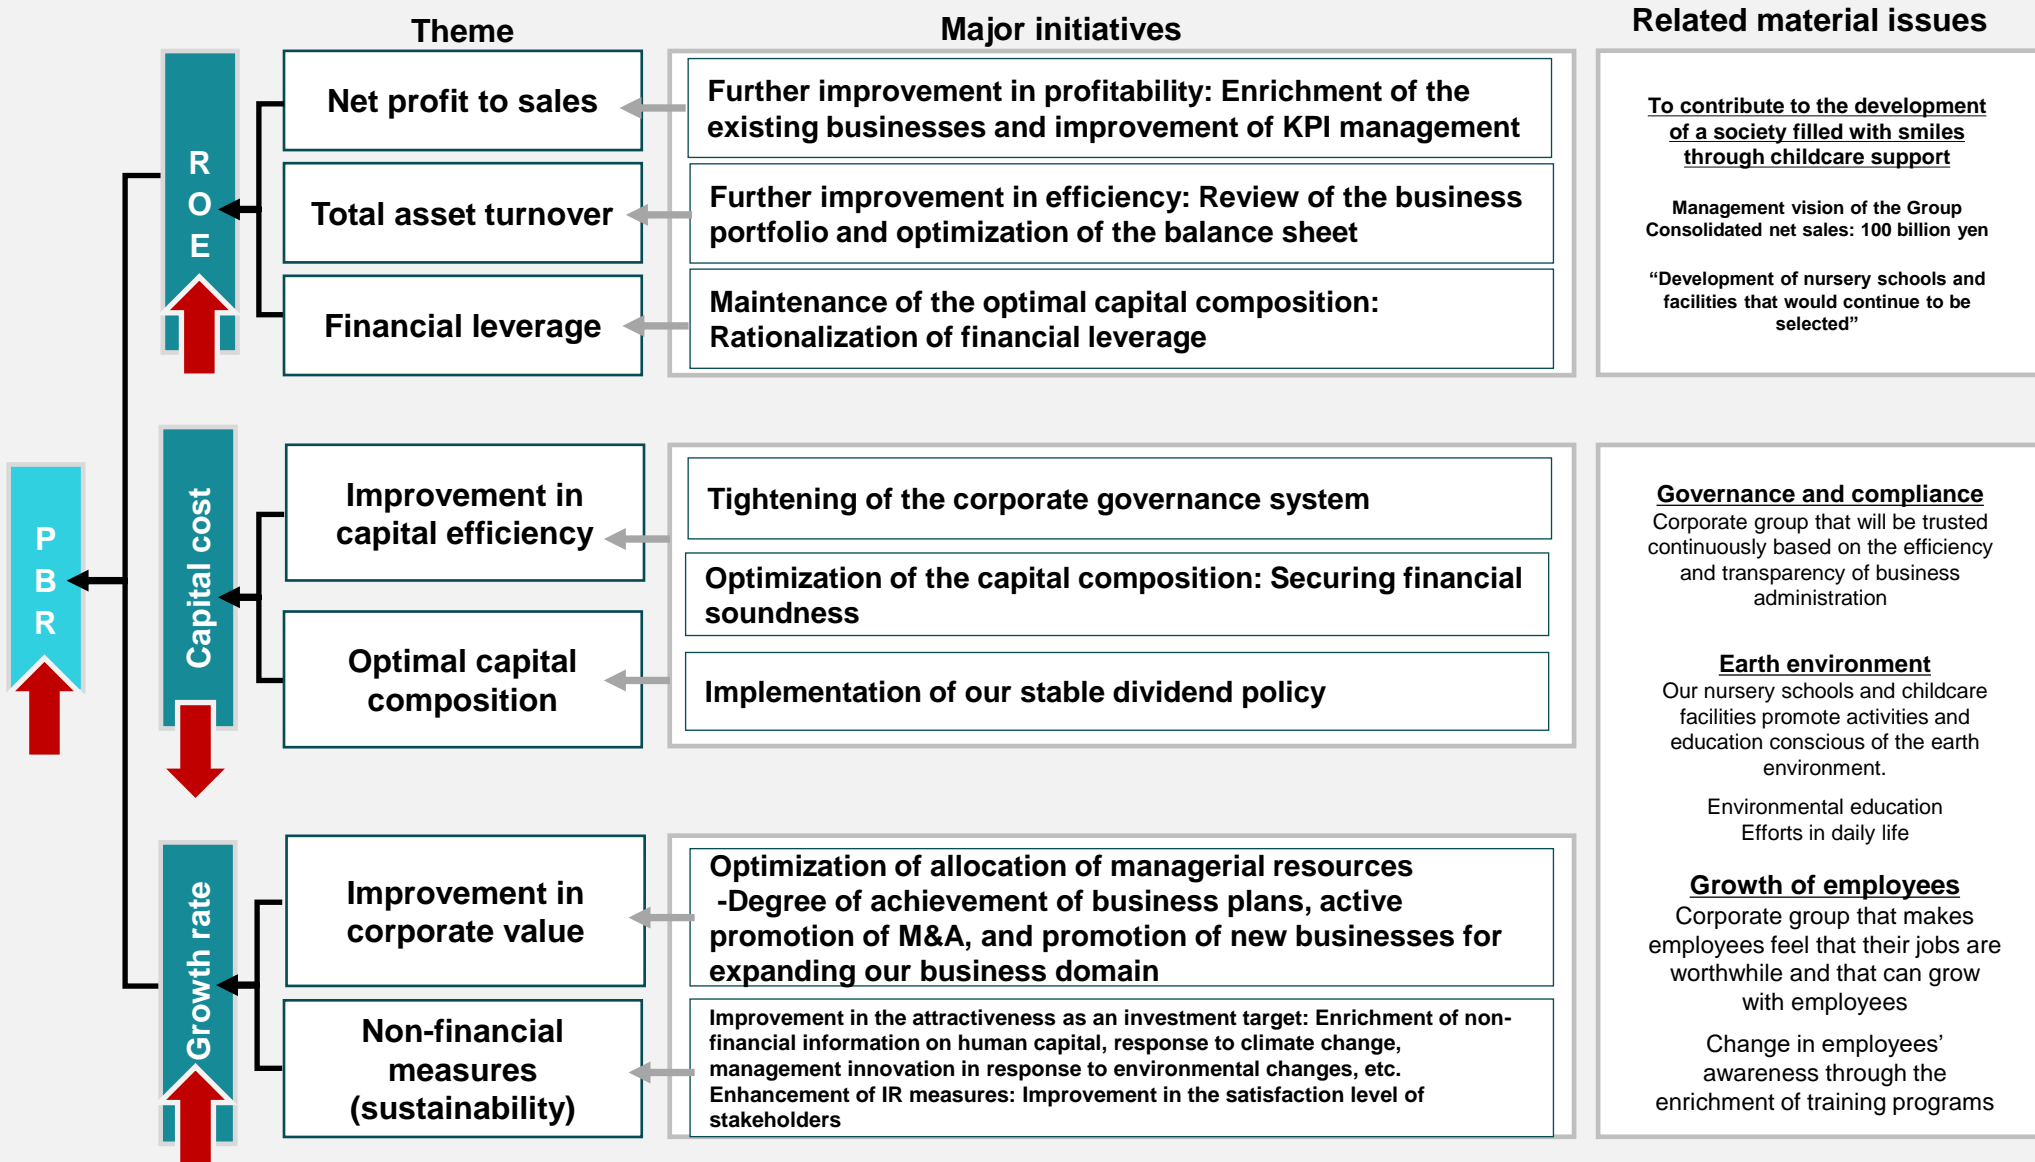 Theme
Major initiatives
Related material issues
P
B
R
R
O
E
Net profit to sales
Further improvement in profitability: Enrichment of the
existing businesses and improvement of KPI management
Total asset turnover
Further improvement in efficiency: Review of the business
portfolio and optimization of the balance sheet
Financial leverage
Maintenance of the optimal capital composition:
Rationalization of financial leverage
To contribute to the development
of a society filled with smiles
through childcare support
Management vision of the Group
Consolidated net sales: 100 billion yen
“Development of nursery schools and
facilities that would continue to be
selected”
Capital cost
Improvement in
capital efficiency
Tightening of the corporate governance system
Optimization of the capital composition: Securing financial
soundness
Optimal capital
composition
Implementation of our stable dividend policy
Growth rate
Improvement in
corporate value
Optimization of allocation of managerial resources
-Degree of achievement of business plans, active
promotion of M&A, and promotion of new businesses for
expanding our business domain
Non-financial
measures
(sustainability)
Improvement in the attractiveness as an investment target: Enrichment of non-
financial information on human capital, response to climate change,
management innovation in response to environmental changes, etc.
Enhancement of IR measures: Improvement in the satisfaction level of
stakeholders
Governance and compliance
Corporate group that will be trusted
continuously based on the efficiency
and transparency of business
administration
Earth environment
Our nursery schools and childcare
facilities promote activities and
education conscious of the earth
environment.
Environmental education
Efforts in daily life
Growth of employees
Corporate group that makes
employees feel that their jobs are
worthwhile and that can grow
with employees
Change in employees’
awareness through the
enrichment of training programs